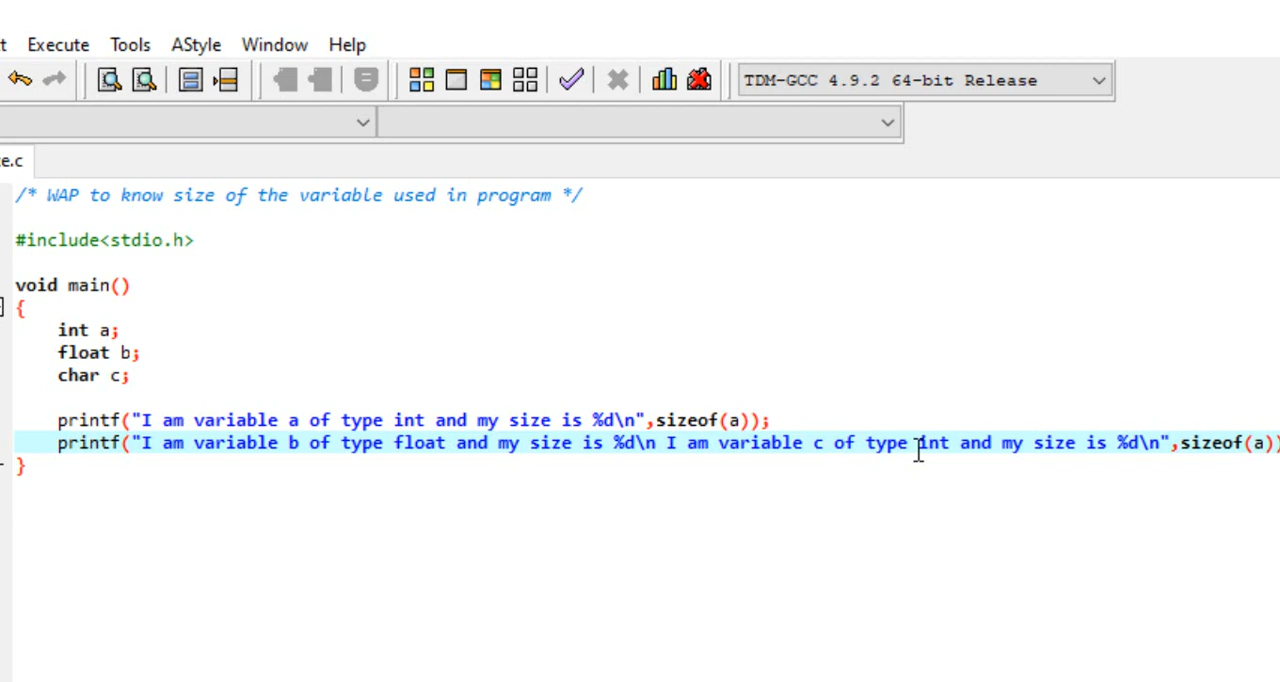 t Execute Tools AStyle Window Help
TDM-GCC 4.9.2 64-bit Release
e.c
/* WAP to know size of the variable used in program */
#include<stdio.h>
void main()
{
int a;
float b;
char c;
printf("I am variable a of type int and my size is %d\n",sizeof(a));
printf("I am variable b of type float and my size is %d\n I am variable c of type int and my size is %d\n",sizeof(a))
}